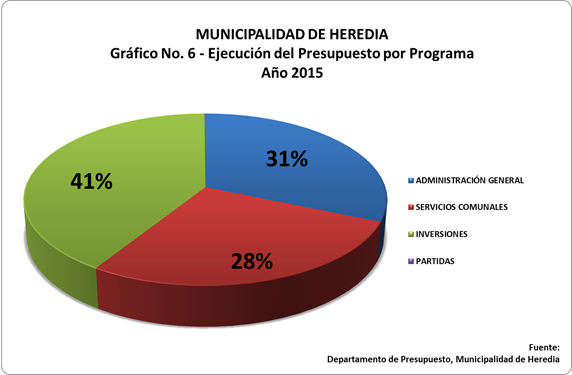 MUNICIPALIDAD DE HEREDIA
Gráfico No. 6 - Ejecución del Presupuesto por Programa
Año 2015
31%
41%
28%
ADMINISTRACIÓN GENERAL
SERVICIOS COMUNALES
INVERSIONES
PARTIDAS
Fuente:
Departamento de Presupuesto, Municipalidad de Heredia